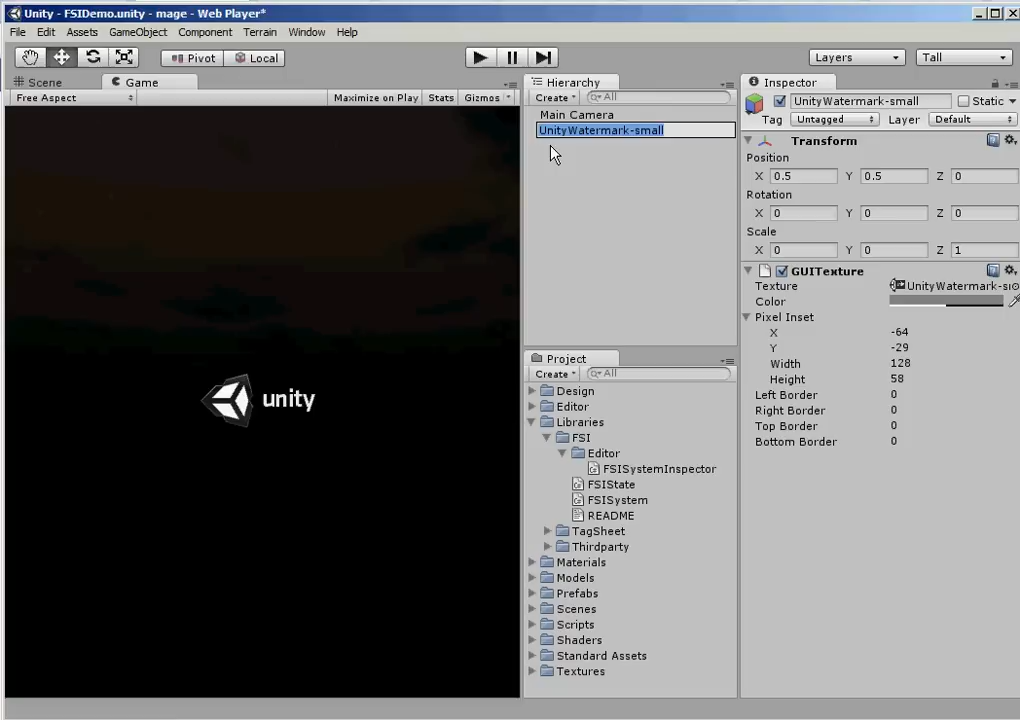 Unity - FSIDemo.unity - mage - Web Player*
File Edit Assets GameObject Component Terrain Window Help
Pivot Local Layers Tall
Scene Game
Free Aspect Maximize on Play Stats Gizmos
unity
Hierarchy
Create All
Main Camera
UnityWatermark-small
Project
Create All
Design
Editor
Libraries
FSI
Editor
FSISystemInspector
FSIState
FSISystem
README
TagSheet
Thirdparty
Materials
Models
Prefabs
Scenes
Scripts
Shaders
Standard Assets
Textures
Inspector
UnityWatermark-small Static
Tag Untagged Layer Default
Transform
Position
X 0.5 Y 0.5 Z 0
Rotation
X 0 Y 0 Z 0
Scale
X 0 Y 0 Z 1
GUITexture
Texture UnityWatermark-s
Color
Pixel Inset
X -64
Y -29
Width 128
Height 58
Left Border 0
Right Border 0
Top Border 0
Bottom Border 0